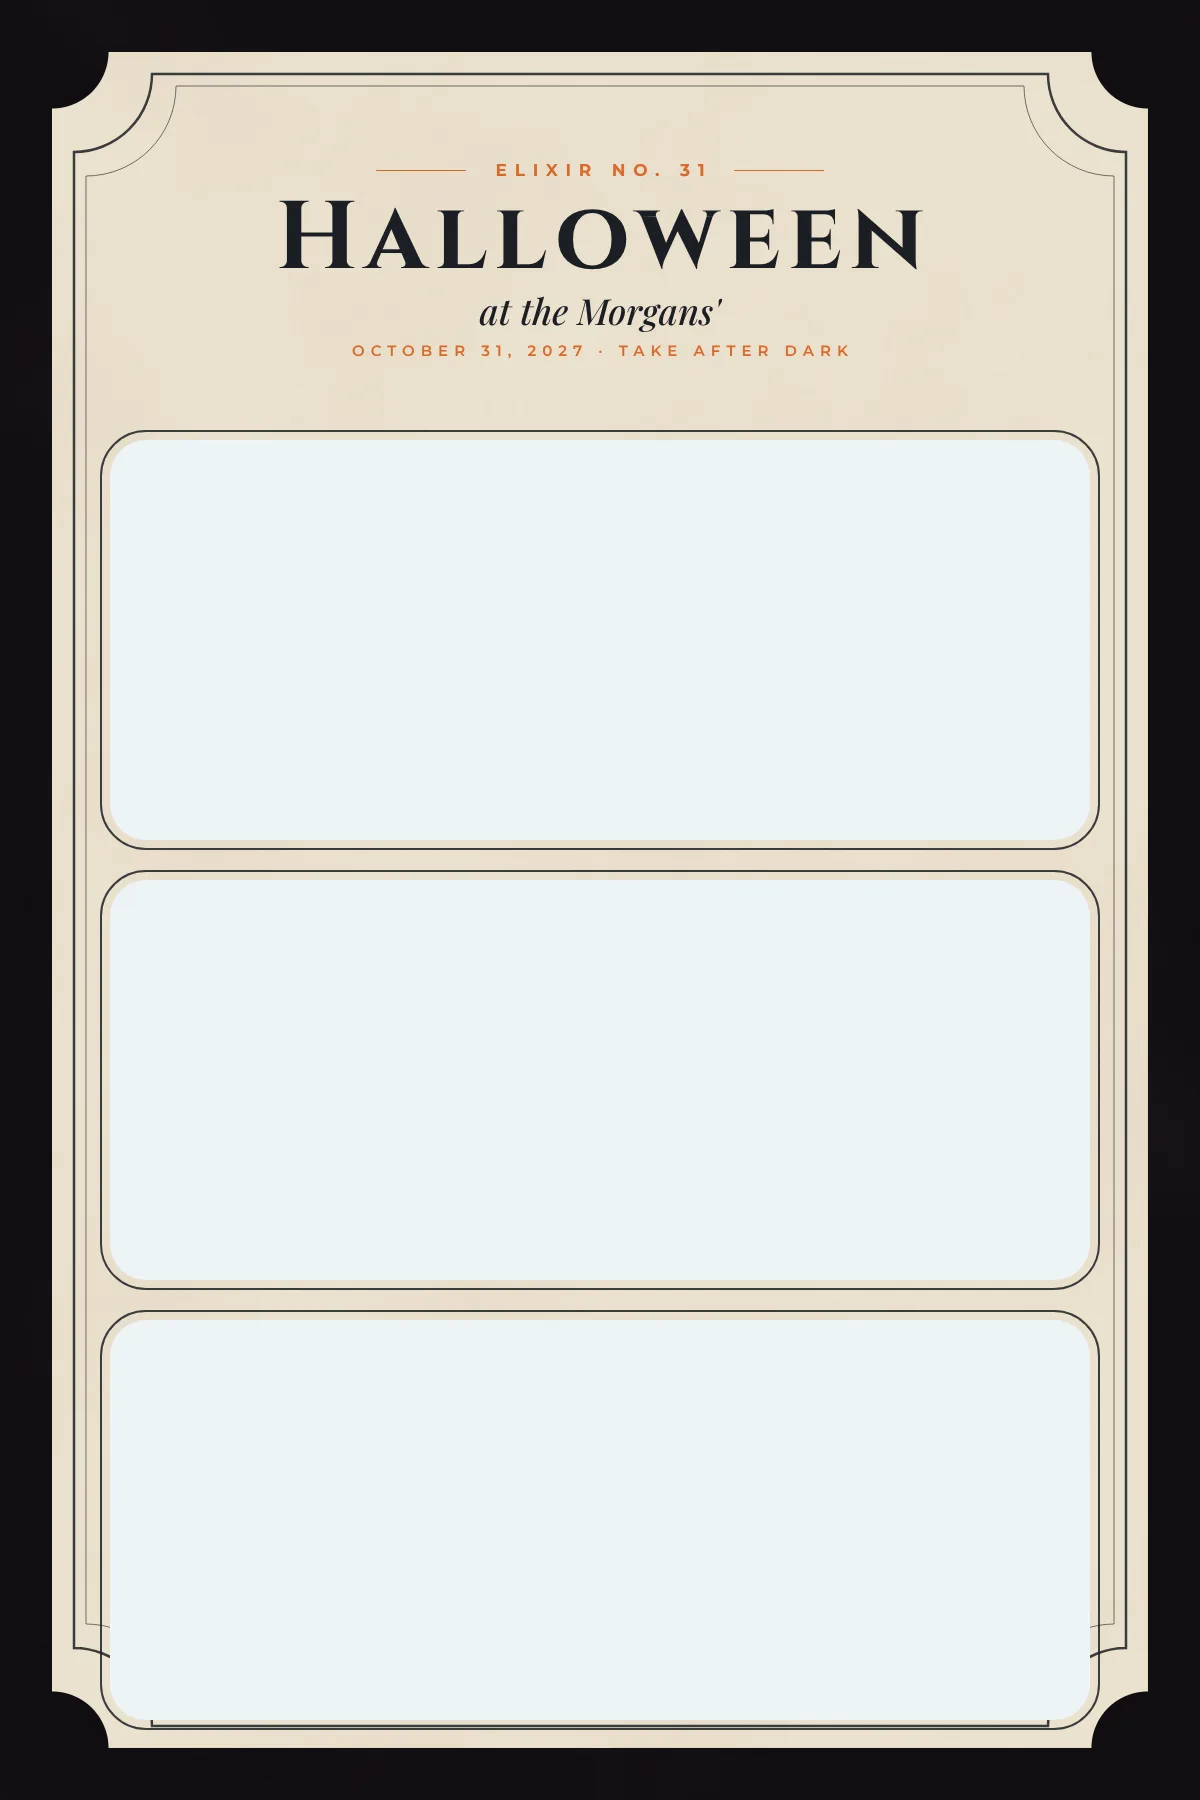 ELIXIR NO. 31
HALLOWEEN
at the Morgans'
OCTOBER 31, 2027 · TAKE AFTER DARK